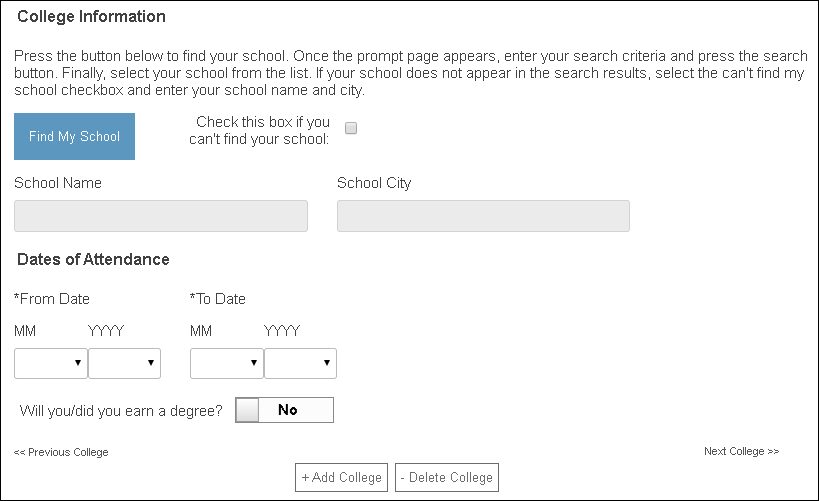 College Information
Press the button below to find your school. Once the prompt page appears, enter your search criteria and press the search
button. Finally, select your school from the list. If your school does not appear in the search results, select the can't find my
school checkbox and enter your school name and city.
Find My School
Check this box if you
can't find your school:
School Name School City
Dates of Attendance
*From Date *To Date
MM YYYY MM YYYY
Will you/did you earn a degree? No
<< Previous College Next College >>
+ Add College - Delete College